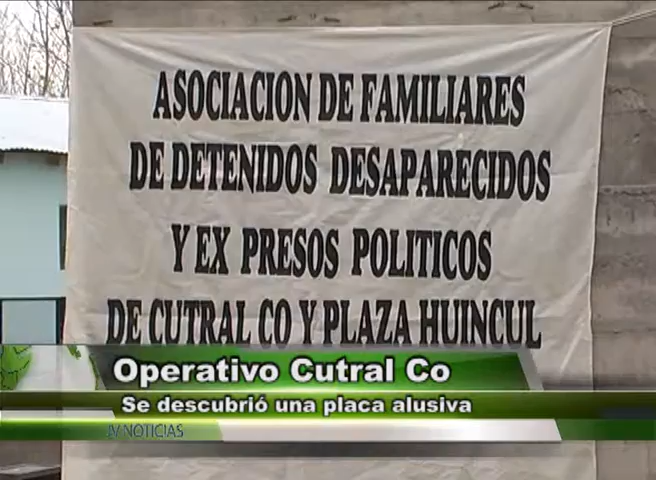 ASOCIACION DE FAMILIARES
DE DETENIDOS DESAPARECIDOS
Y EX PRESOS POLITICOS
DE CUTRAL CO Y PLAZA HUINCUL
Operativo Cutral Co
Se descubrió una placa alusiva
JV NOTICIAS